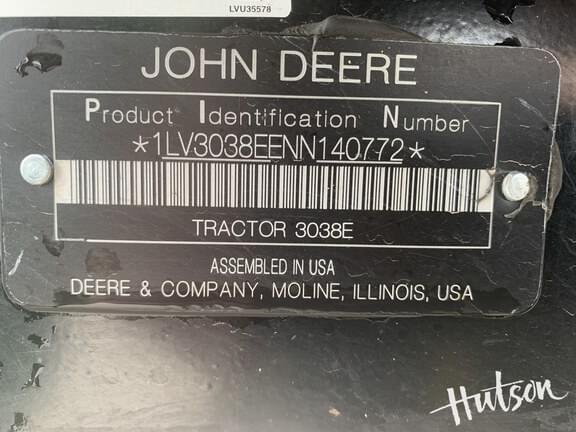 LVU35578
JOHN DEERE
Product Identification Number
*1LV3038EENN140772*
TRACTOR 3038E
ASSEMBLED IN USA
DEERE & COMPANY, MOLINE, ILLINOIS, USA
Hutson